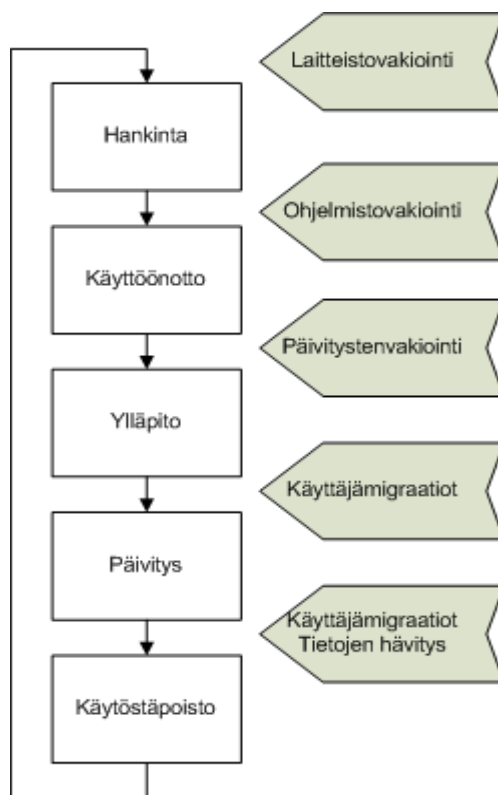 Laitteistovakiointi
Hankinta
Ohjelmistovakiointi
Käyttöönotto
Päivitystenvakiointi
Ylläpito
Käyttäjämigraatiot
Päivitys
Käyttäjämigraatiot
Tietojen hävitys
Käytöstäpoisto